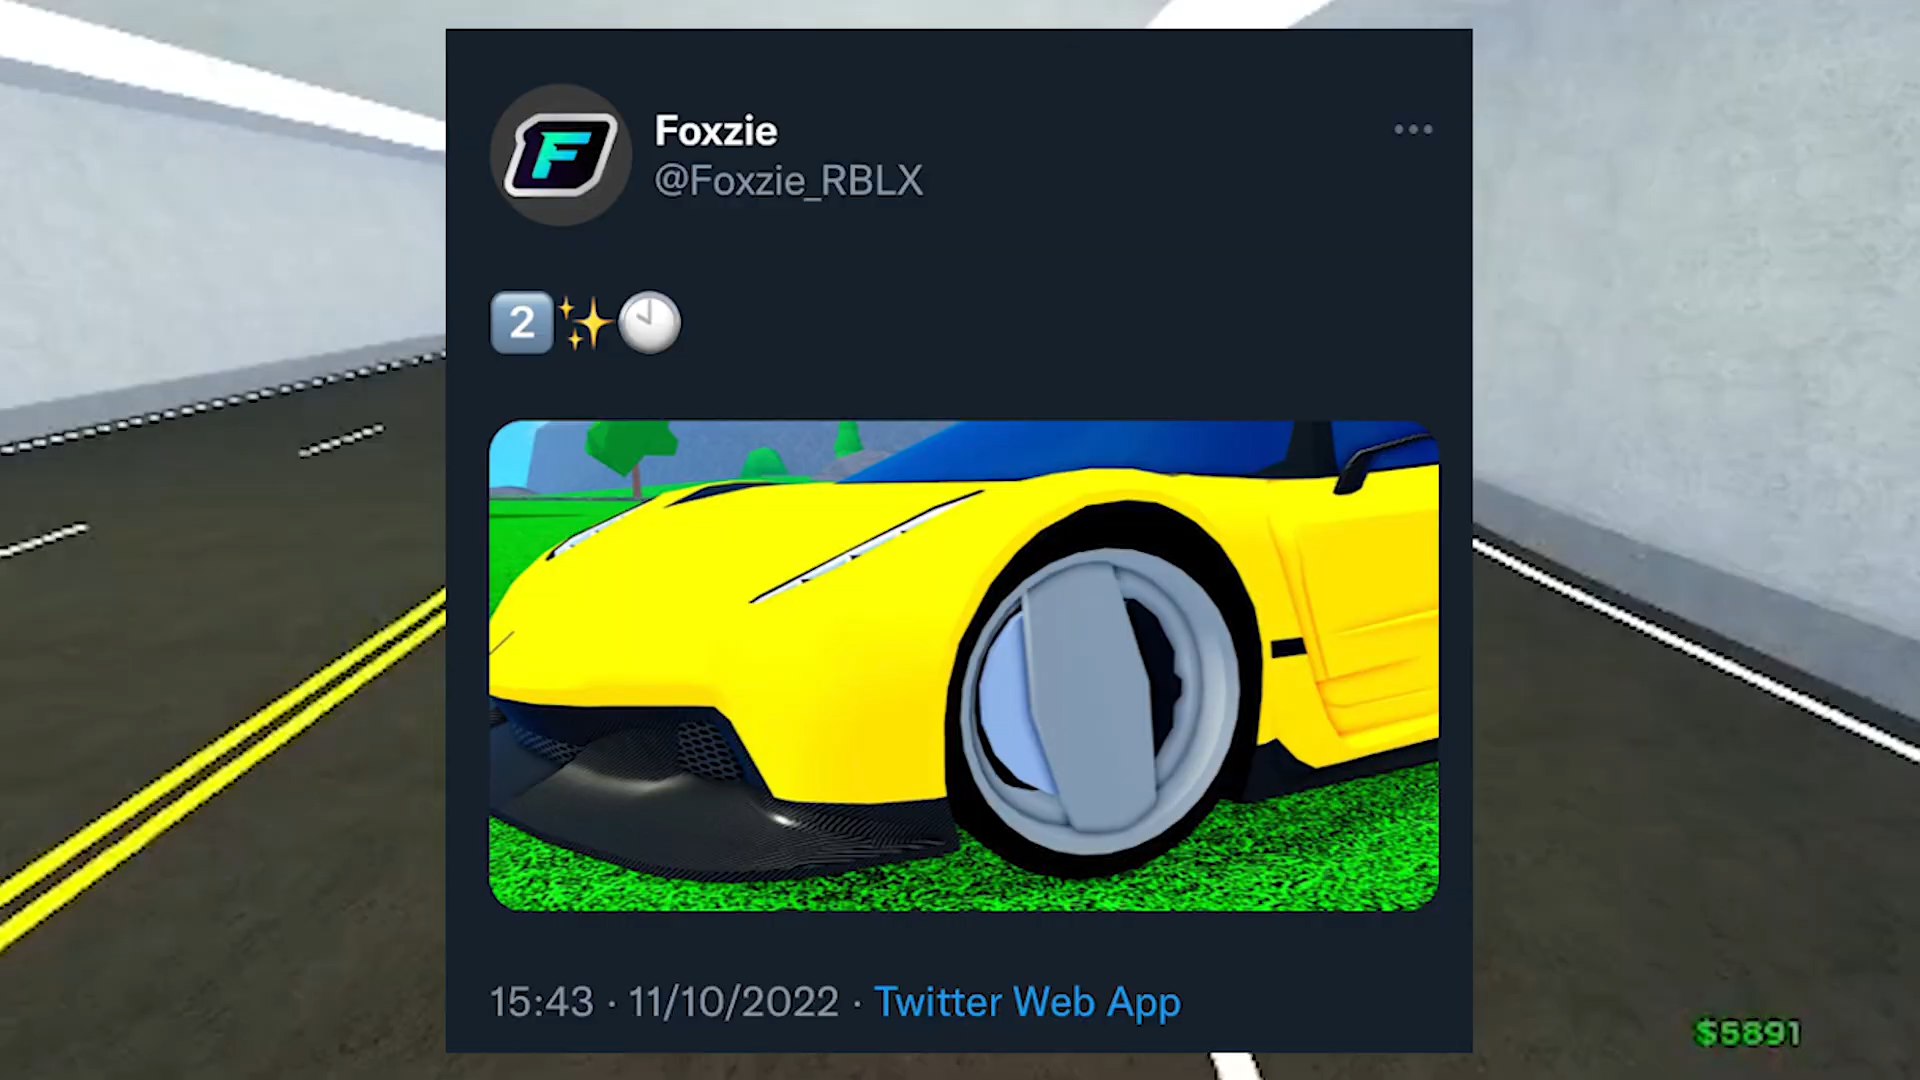 F
Foxzie
@Foxzie_RBLX
2️⃣✨🕙
15:43 · 11/10/2022 · Twitter Web App
$5891